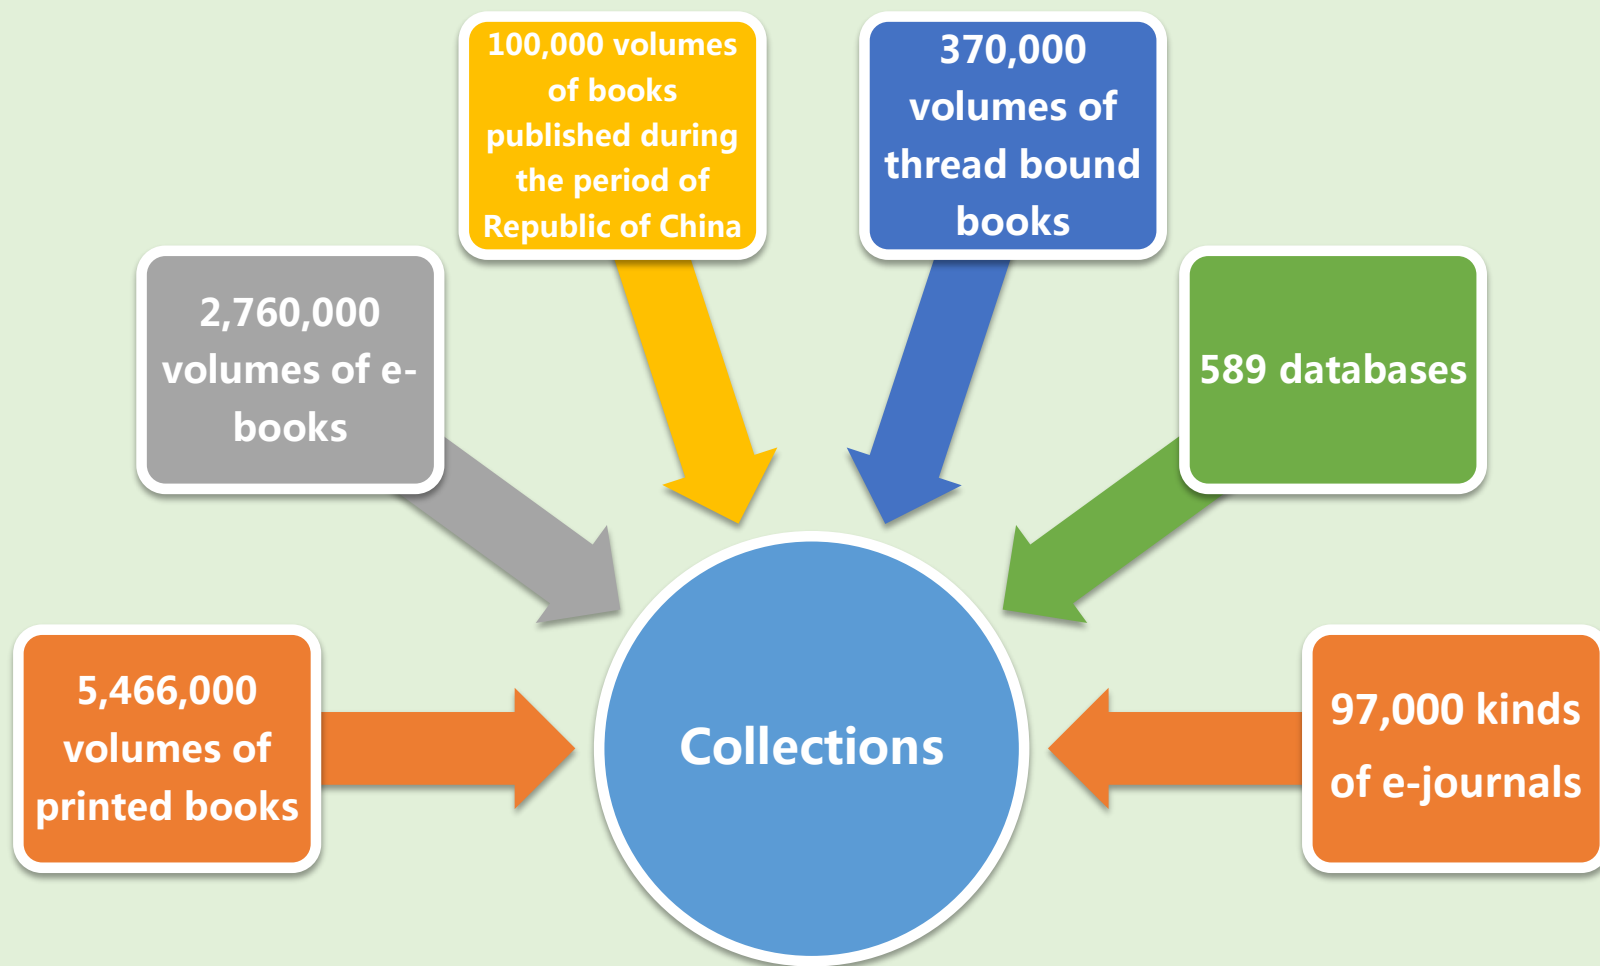 100,000 volumes
of books
published during
the period of
Republic of China
370,000
volumes of
thread bound
books
2,760,000
volumes of e-
books
589 databases
5,466,000
volumes of
printed books
Collections
97,000 kinds
of e-journals